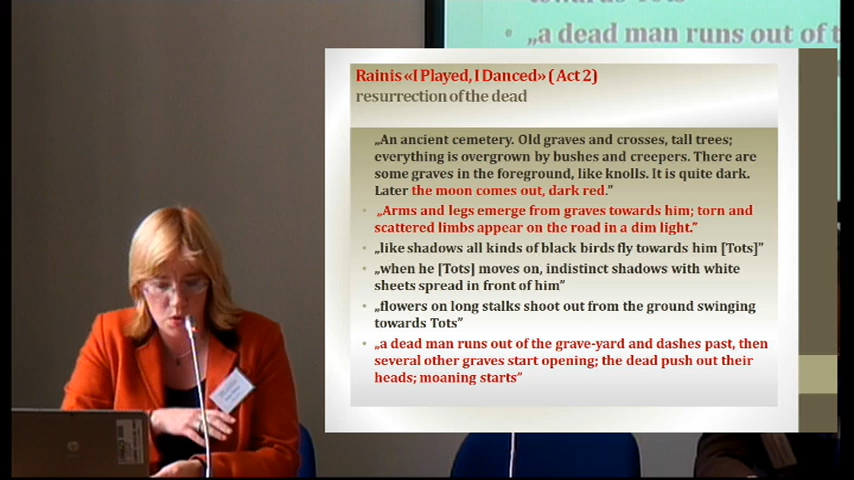 towards Tots"
• „a dead man runs out of t
Rainis «I Played, I Danced» ( Act 2)
resurrection of the dead
„An ancient cemetery. Old graves and crosses, tall trees;
everything is overgrown by bushes and creepers. There are
some graves in the foreground, like knolls. It is quite dark.
Later the moon comes out, dark red.”
• „Arms and legs emerge from graves towards him; torn and
scattered limbs appear on the road in a dim light.”
• „like shadows all kinds of black birds fly towards him [Tots]”
• „when he [Tots] moves on, indistinct shadows with white
sheets spread in front of him”
• „flowers on long stalks shoot out from the ground swinging
towards Tots”
• „a dead man runs out of the grave-yard and dashes past, then
several other graves start opening; the dead push out their
heads; moaning starts”
hp